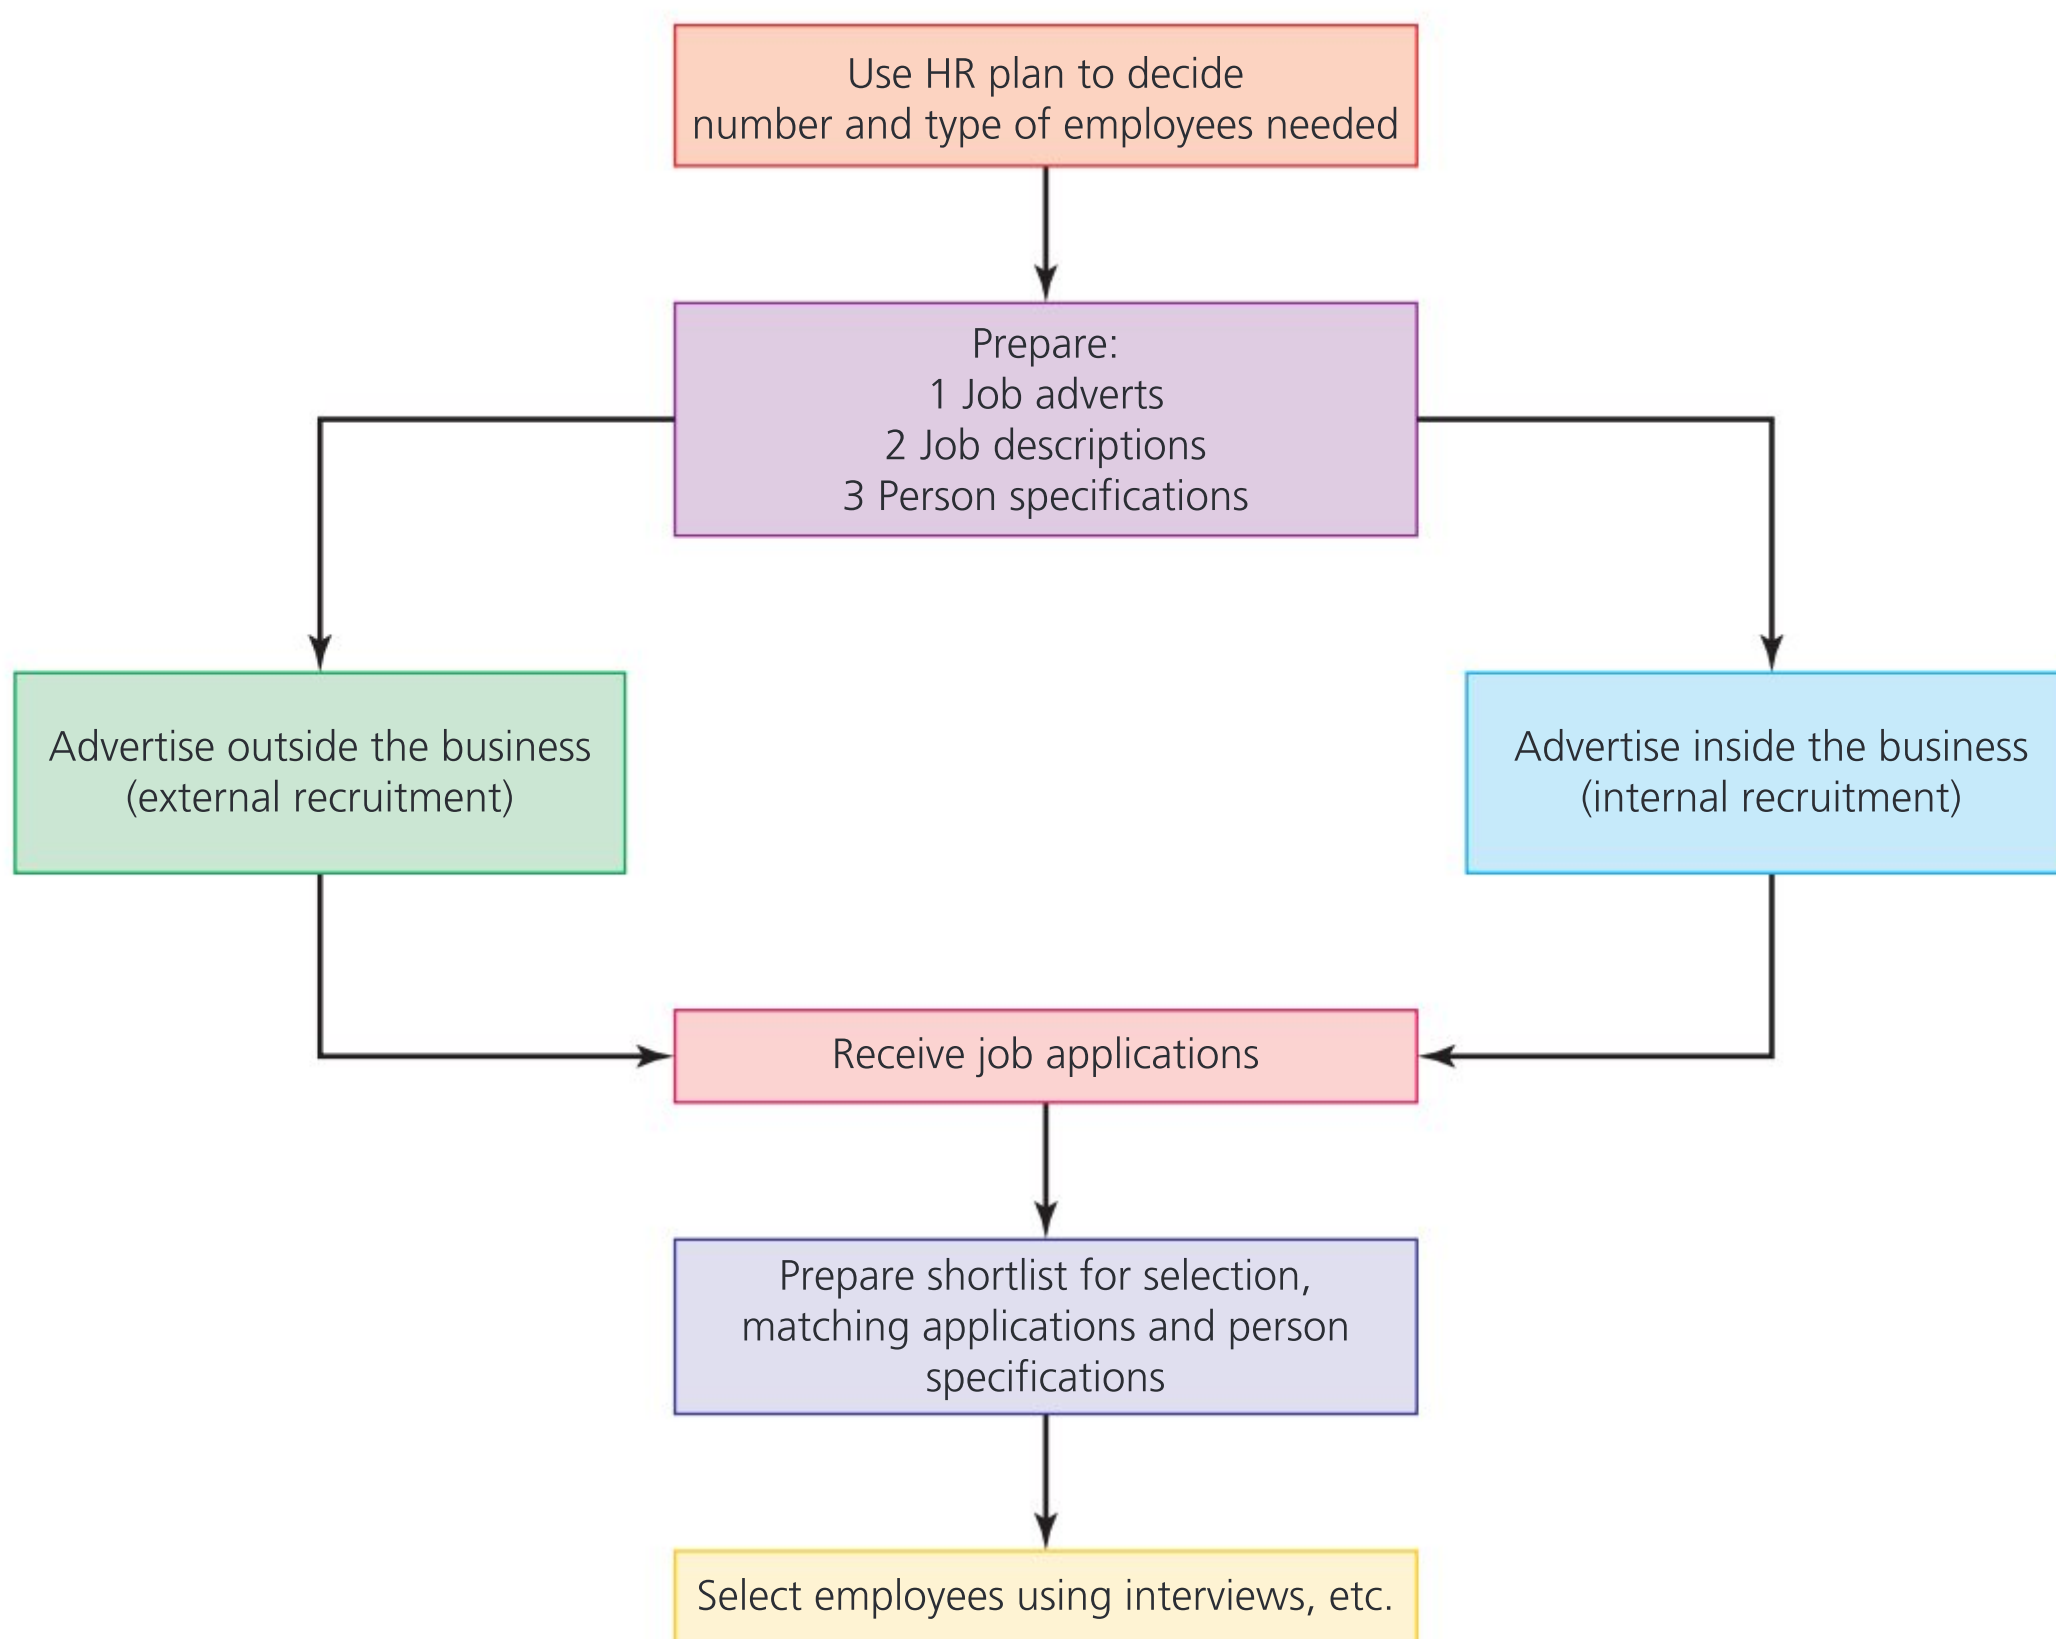 Use HR plan to decide
number and type of employees needed
Prepare:
1 Job adverts
2 Job descriptions
3 Person specifications
Advertise outside the business
(external recruitment)
Advertise inside the business
(internal recruitment)
Receive job applications
Prepare shortlist for selection,
matching applications and person
specifications
Select employees using interviews, etc.